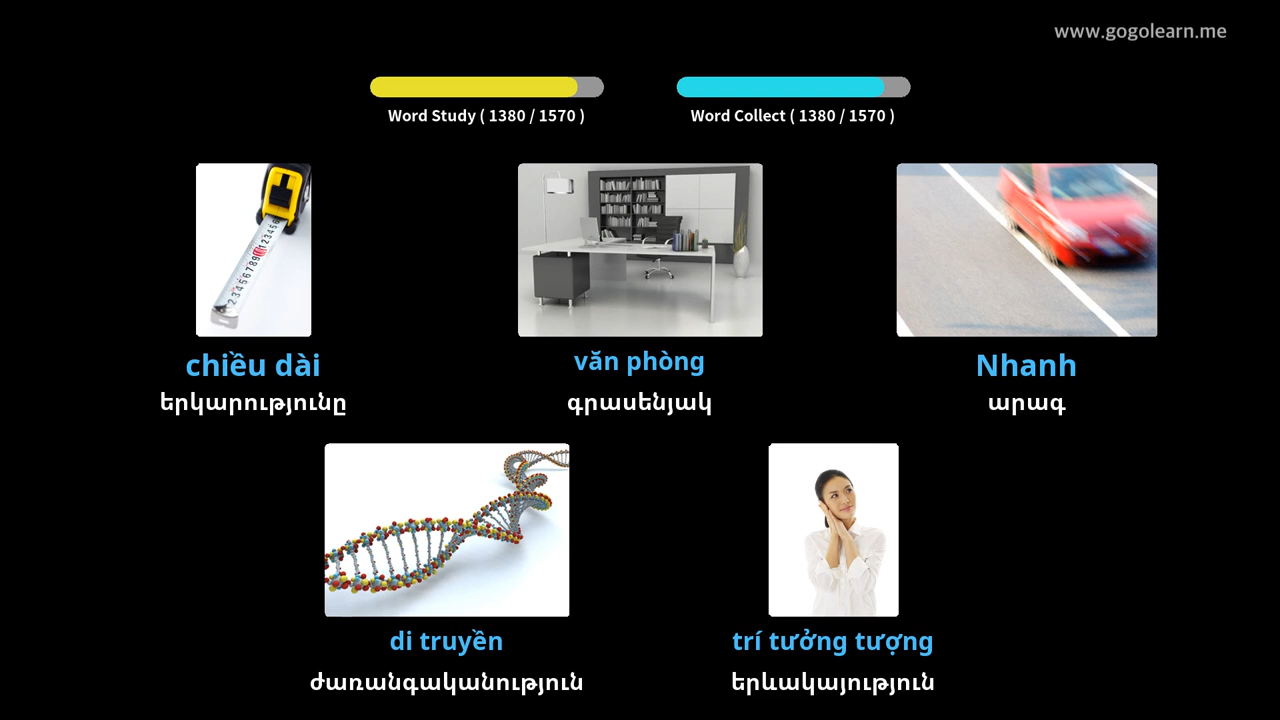 www.gogolearn.me
Word Study ( 1380 / 1570 )
Word Collect ( 1380 / 1570 )
chiều dài
երկարությունը
văn phòng
գրասենյակ
Nhanh
արագ
di truyền
ժառանգականություն
trí tưởng tượng
երևակայություն